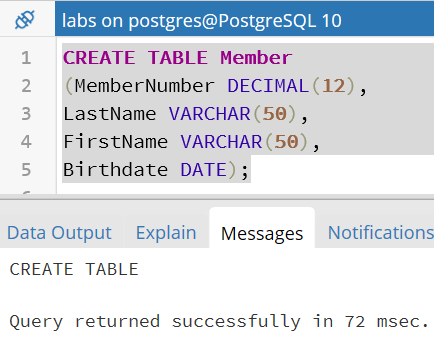 labs on postgres@PostgreSQL 10
1 CREATE TABLE Member
2 (MemberNumber DECIMAL(12),
3 LastName VARCHAR(50),
4 FirstName VARCHAR(50),
5 Birthdate DATE);
Data Output Explain Messages Notifications
CREATE TABLE
Query returned successfully in 72 msec.